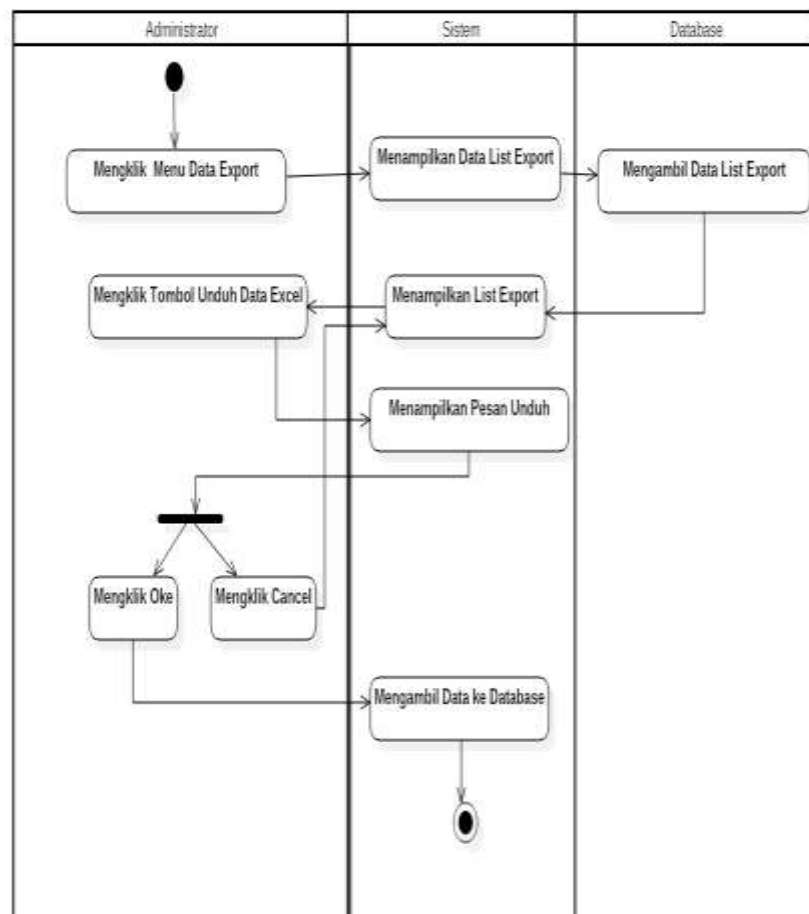 Administrator
Sistem
Database
Mengklik Menu Data Export
Menampilkan Data List Export
Mengambil Data List Export
Mengklik Tombol Unduh Data Excel
Menampilkan List Export
Menampilkan Pesan Unduh
Mengklik Oke
Mengklik Cancel
Mengambil Data ke Database